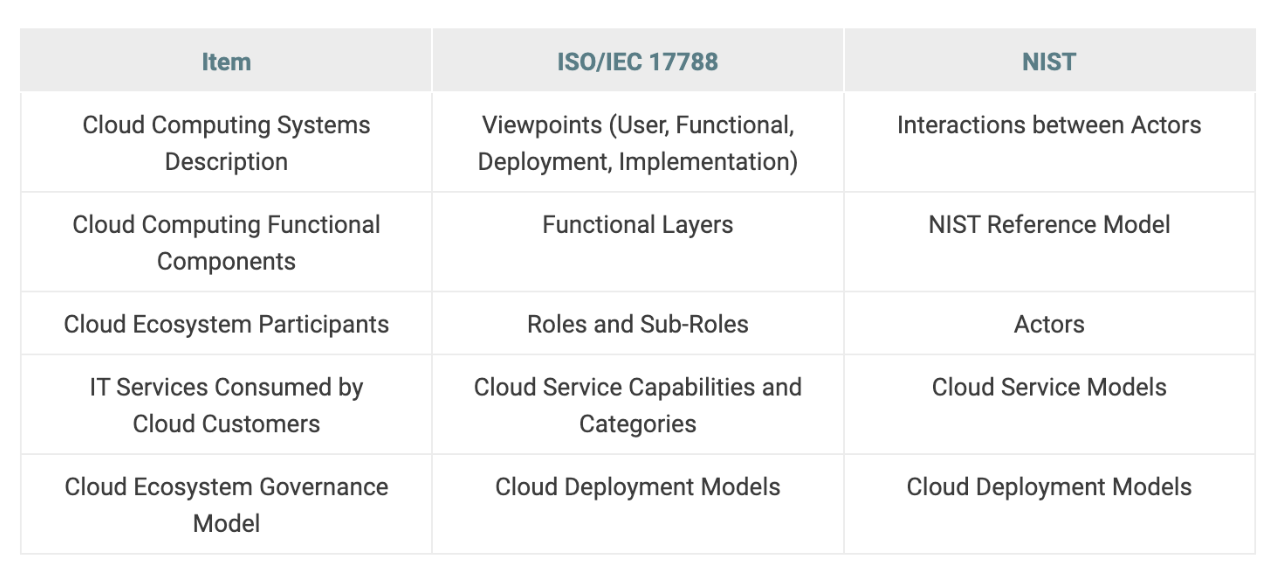 Item
ISO/IEC 17788
NIST
Cloud Computing Systems
Description
Viewpoints (User, Functional,
Deployment, Implementation)
Interactions between Actors
Cloud Computing Functional
Components
Functional Layers
NIST Reference Model
Cloud Ecosystem Participants
Roles and Sub-Roles
Actors
IT Services Consumed by
Cloud Customers
Cloud Service Capabilities and
Categories
Cloud Service Models
Cloud Ecosystem Governance
Model
Cloud Deployment Models
Cloud Deployment Models